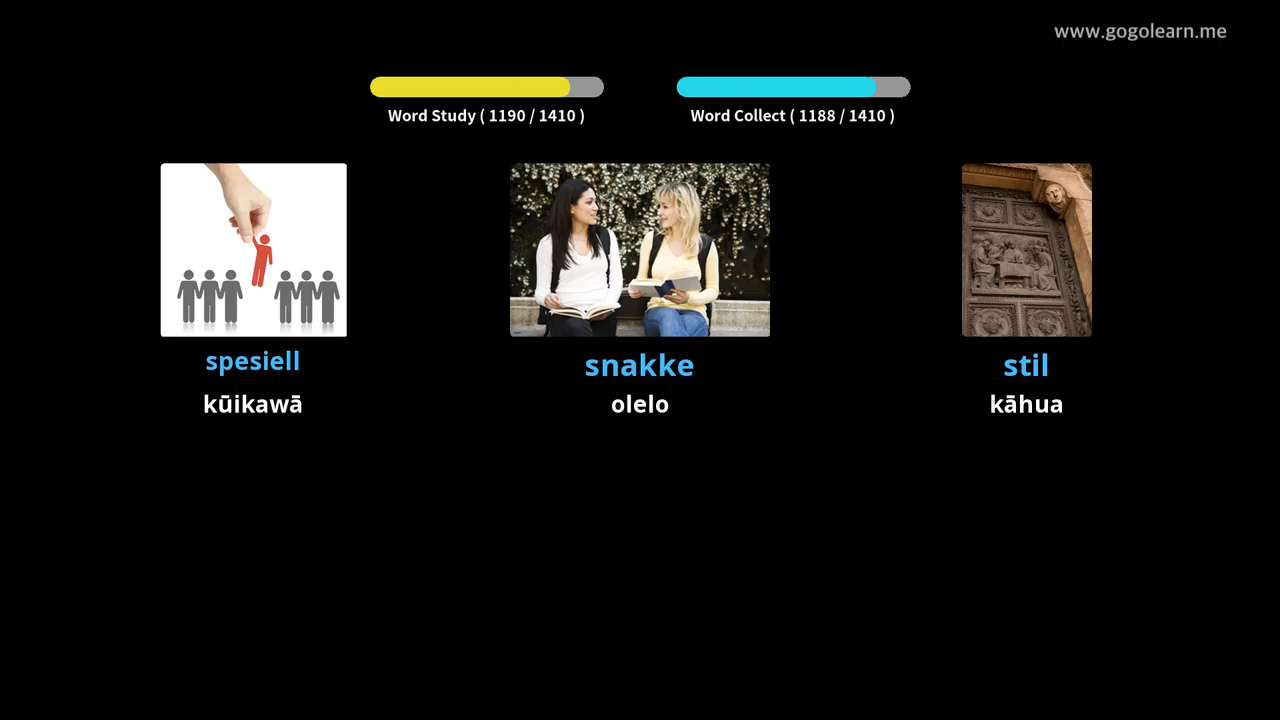 www.gogolearn.me
Word Study ( 1190 / 1410 )
Word Collect ( 1188 / 1410 )
spesiell
snakke
stil
kūikawā
olelo
kāhua